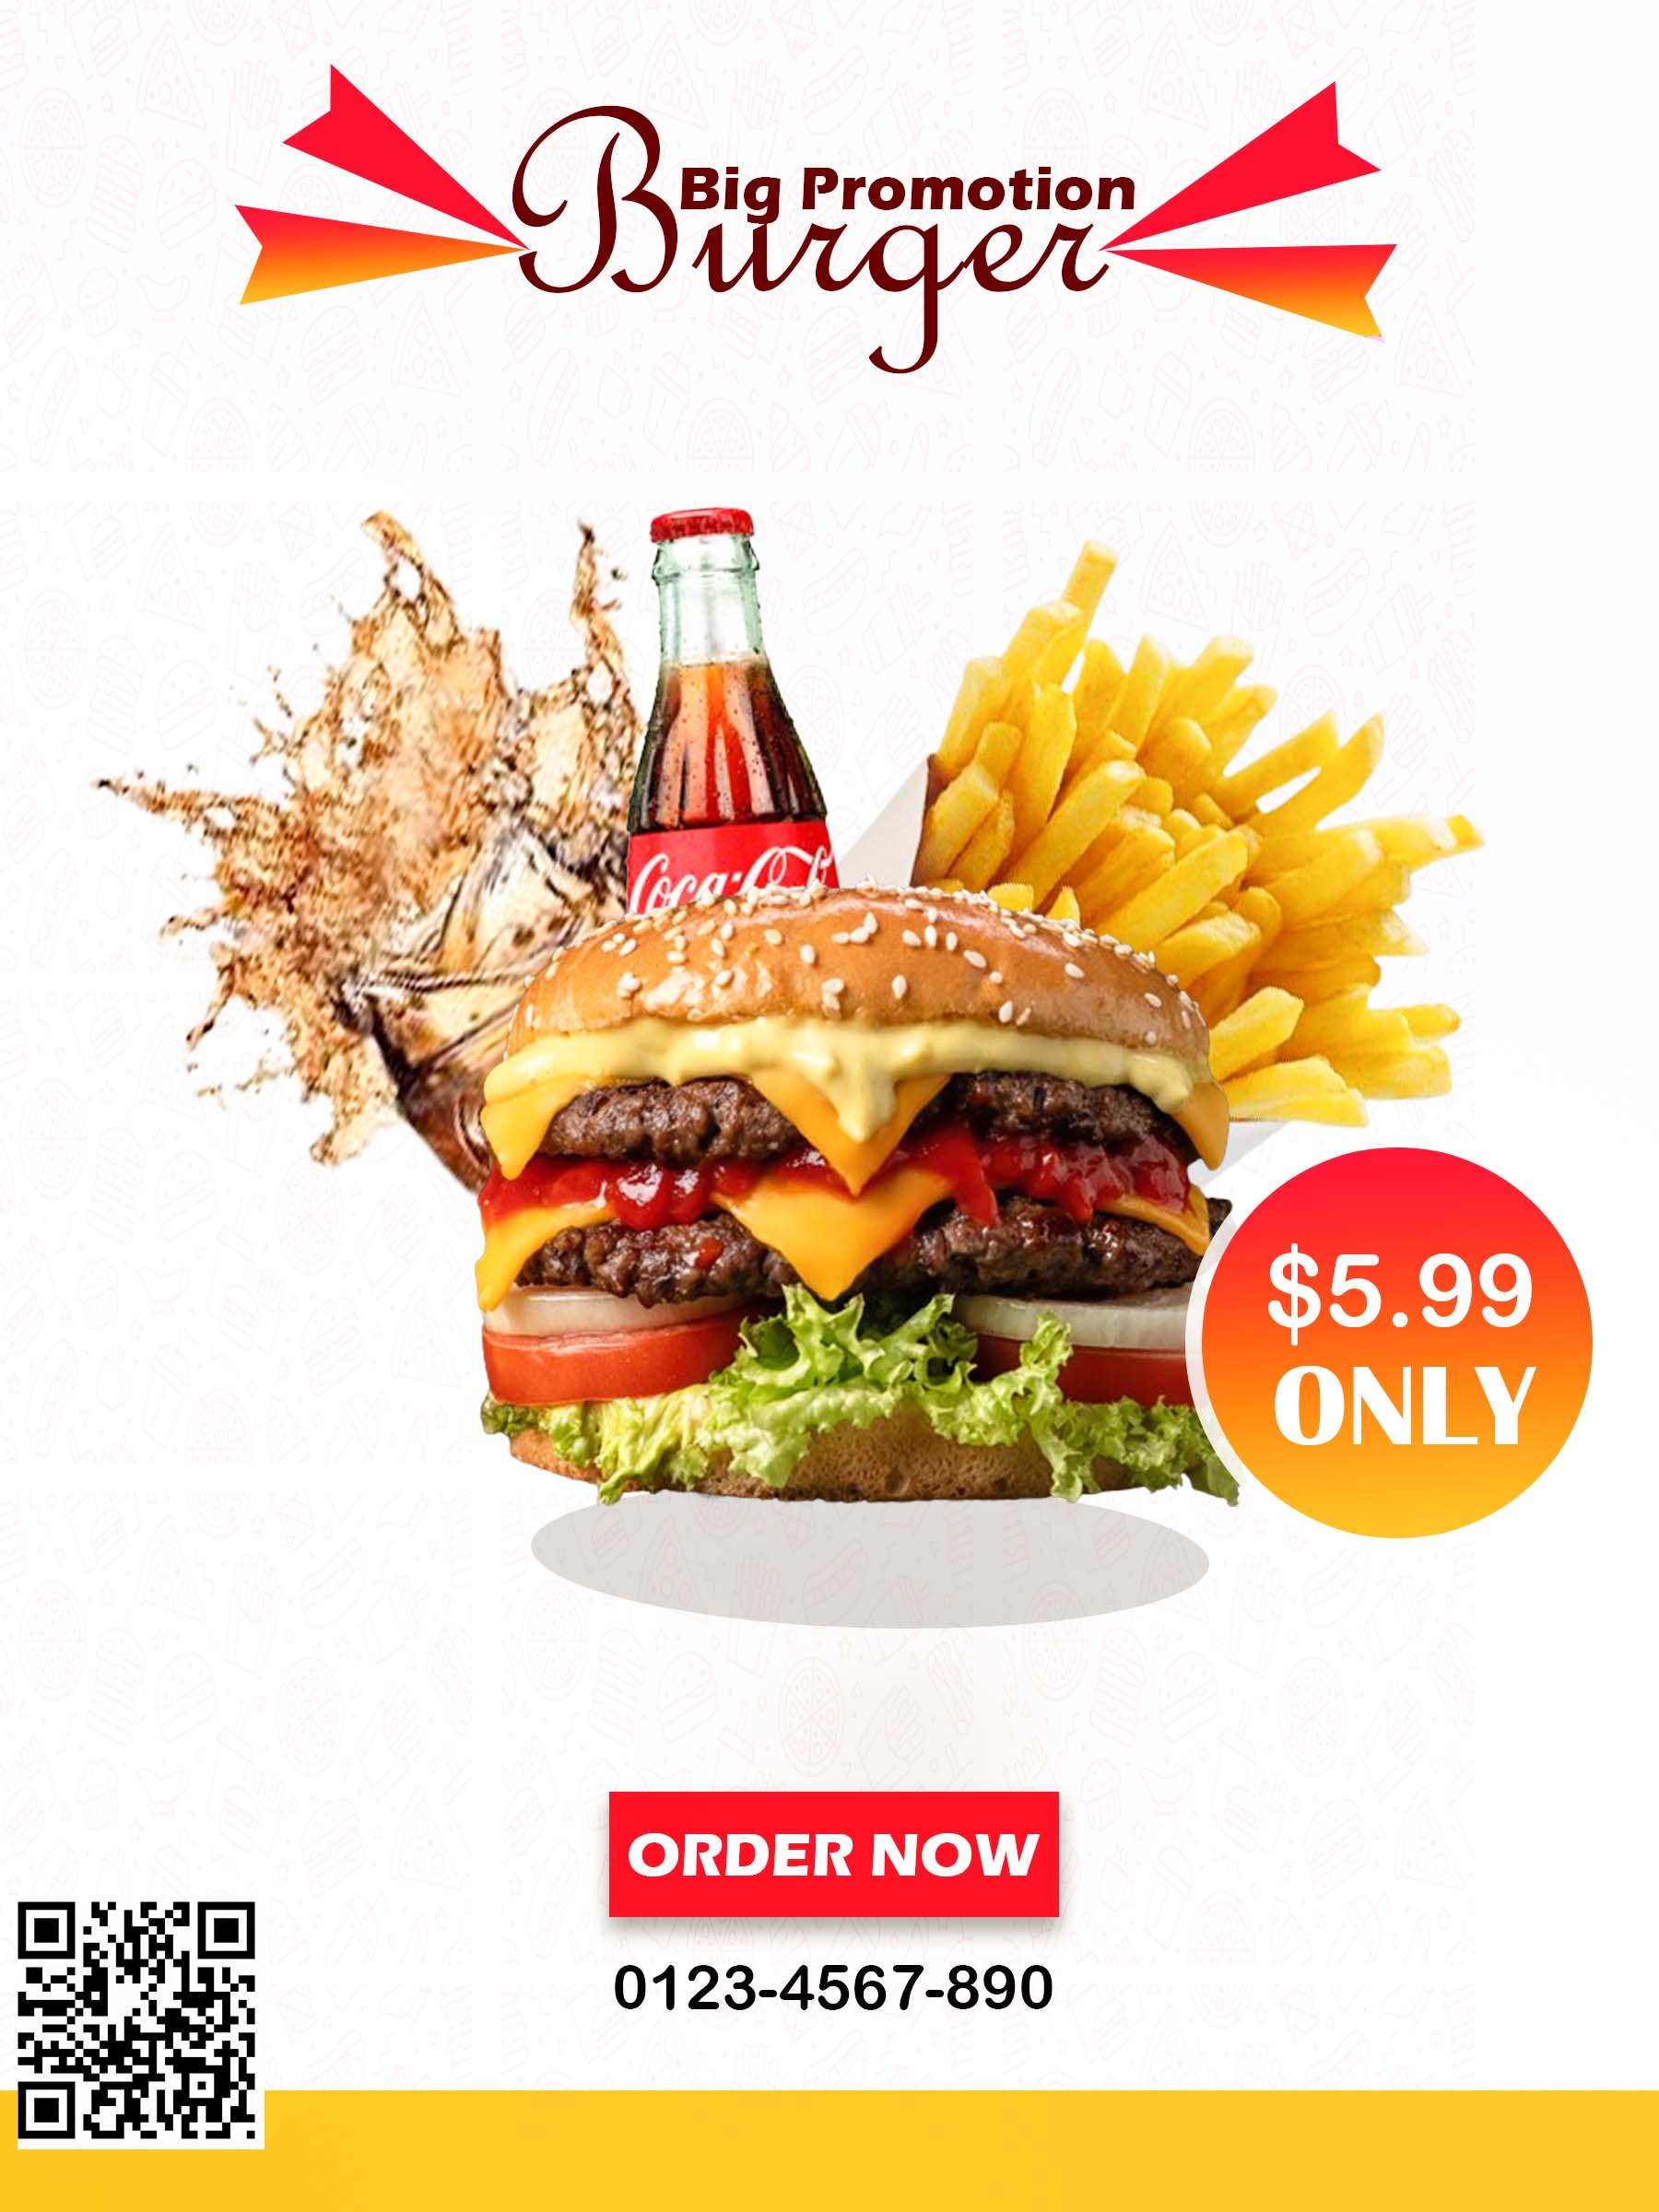 Big Promotion
Burger
Coca-Cola
$5.99
ONLY
ORDER NOW
0123-4567-890